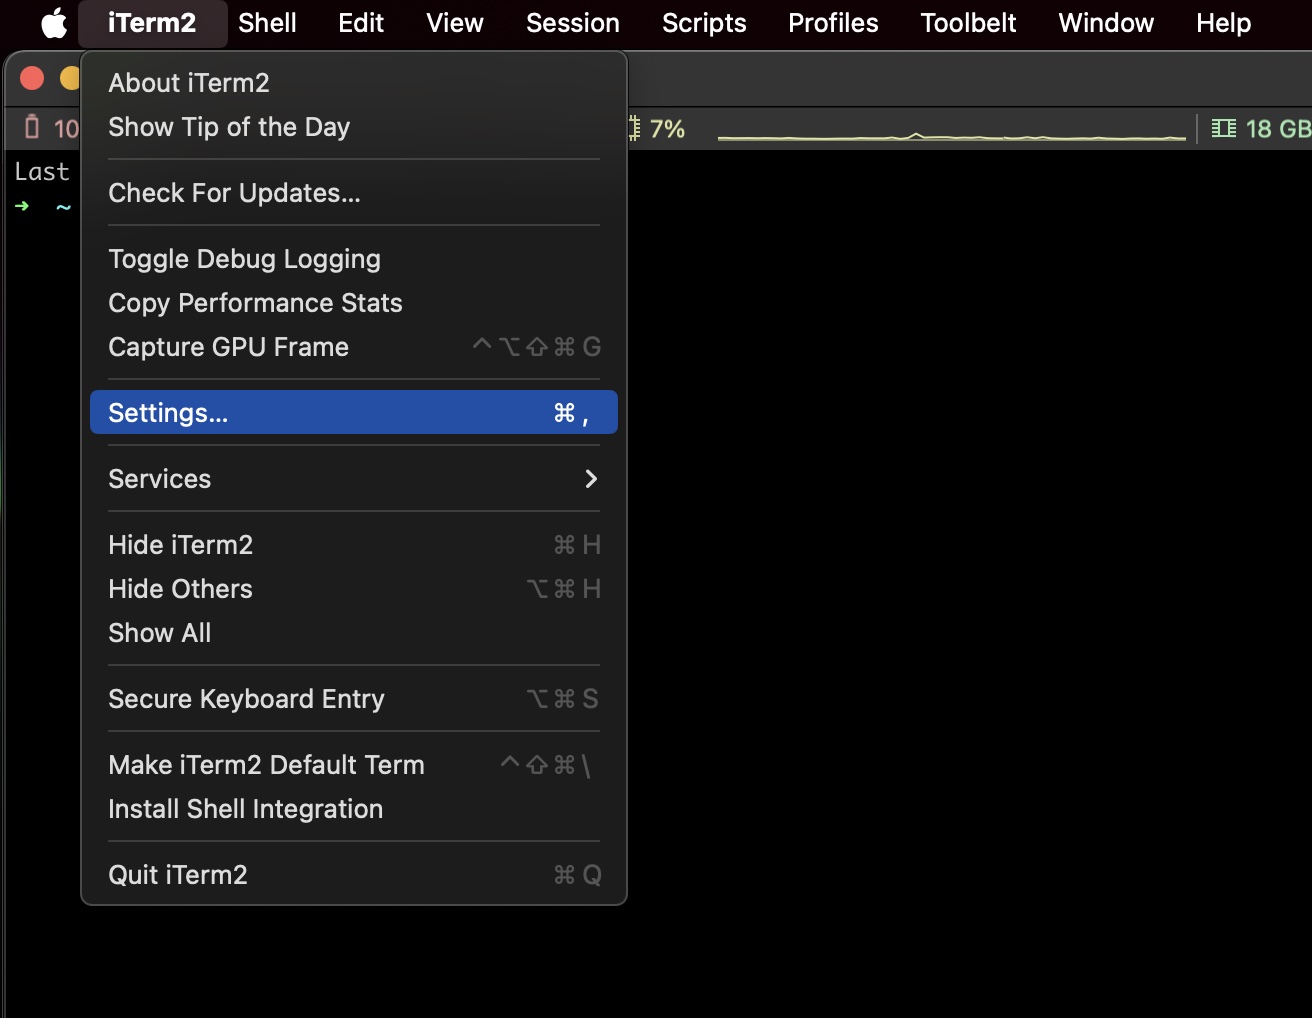 iTerm2 Shell Edit View Session Scripts Profiles Toolbelt Window Help
About iTerm2
Show Tip of the Day
10 7% 18 GB
Last
➜ ~
Check For Updates...
Toggle Debug Logging
Copy Performance Stats
Capture GPU Frame ^⌥⇧⌘G
Settings... ⌘,
Services >
Hide iTerm2 ⌘H
Hide Others ⌥⌘H
Show All
Secure Keyboard Entry ⌥⌘S
Make iTerm2 Default Term ^⇧⌘\
Install Shell Integration
Quit iTerm2 ⌘Q